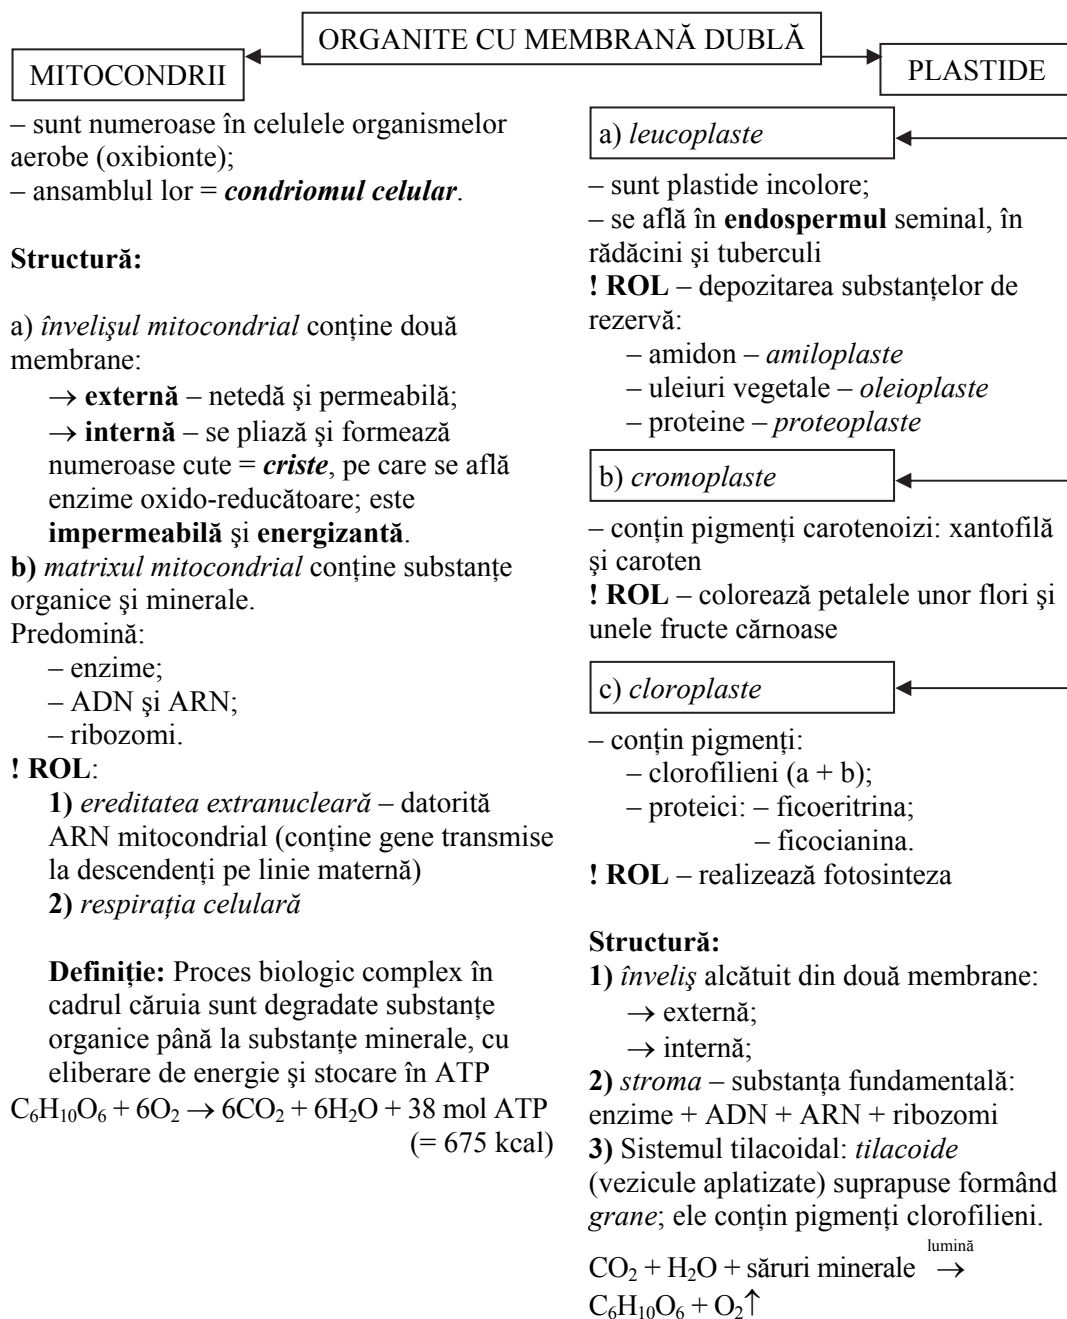 ORGANITE CU MEMBRANĂ DUBLĂ
MITOCONDRII
– sunt numeroase în celulele organismelor
aerobe (oxibionte);
– ansamblul lor = condriomul celular.
Structură:
a) învelişul mitocondrial conţine două
membrane:
→ externă – netedă şi permeabilă;
→ internă – se pliază şi formează
numeroase cute = criste, pe care se află
enzime oxido-reducătoare; este
impermeabilă şi energizantă.
b) matrixul mitocondrial conţine substanţe
organice şi minerale.
Predomină:
– enzime;
– ADN şi ARN;
– ribozomi.
! ROL:
1) ereditatea extranucleară – datorită
ARN mitocondrial (conţine gene transmise
la descendenţi pe linie maternă)
2) respiraţia celulară
Definiţie: Proces biologic complex în
cadrul căruia sunt degradate substanţe
organice până la substanţe minerale, cu
eliberare de energie şi stocare în ATP
C₆H₁₀O₆ + 6O₂ → 6CO₂ + 6H₂O + 38 mol ATP
(= 675 kcal)
PLASTIDE
a) leucoplaste
– sunt plastide incolore;
– se află în endospermul seminal, în
rădăcini şi tuberculi
! ROL – depozitarea substanţelor de
rezervă:
– amidon – amiloplaste
– uleiuri vegetale – oleioplaste
– proteine – proteoplaste
b) cromoplaste
– conţin pigmenţi carotenoizi: xantofilă
şi caroten
! ROL – colorează petalele unor flori şi
unele fructe cărnoase
c) cloroplaste
– conţin pigmenţi:
– clorofilieni (a + b);
– proteici: – ficoeritrina;
– ficocianina.
! ROL – realizează fotosinteza
Structură:
1) înveliş alcătuit din două membrane:
→ externă;
→ internă;
2) stroma – substanţa fundamentală:
enzime + ADN + ARN + ribozomi
3) Sistemul tilacoidal: tilacoide
(vezicule aplatizate) suprapuse formând
grane; ele conţin pigmenţi clorofilieni.
lumină
CO₂ + H₂O + săruri minerale →
C₆H₁₀O₆ + O₂↑